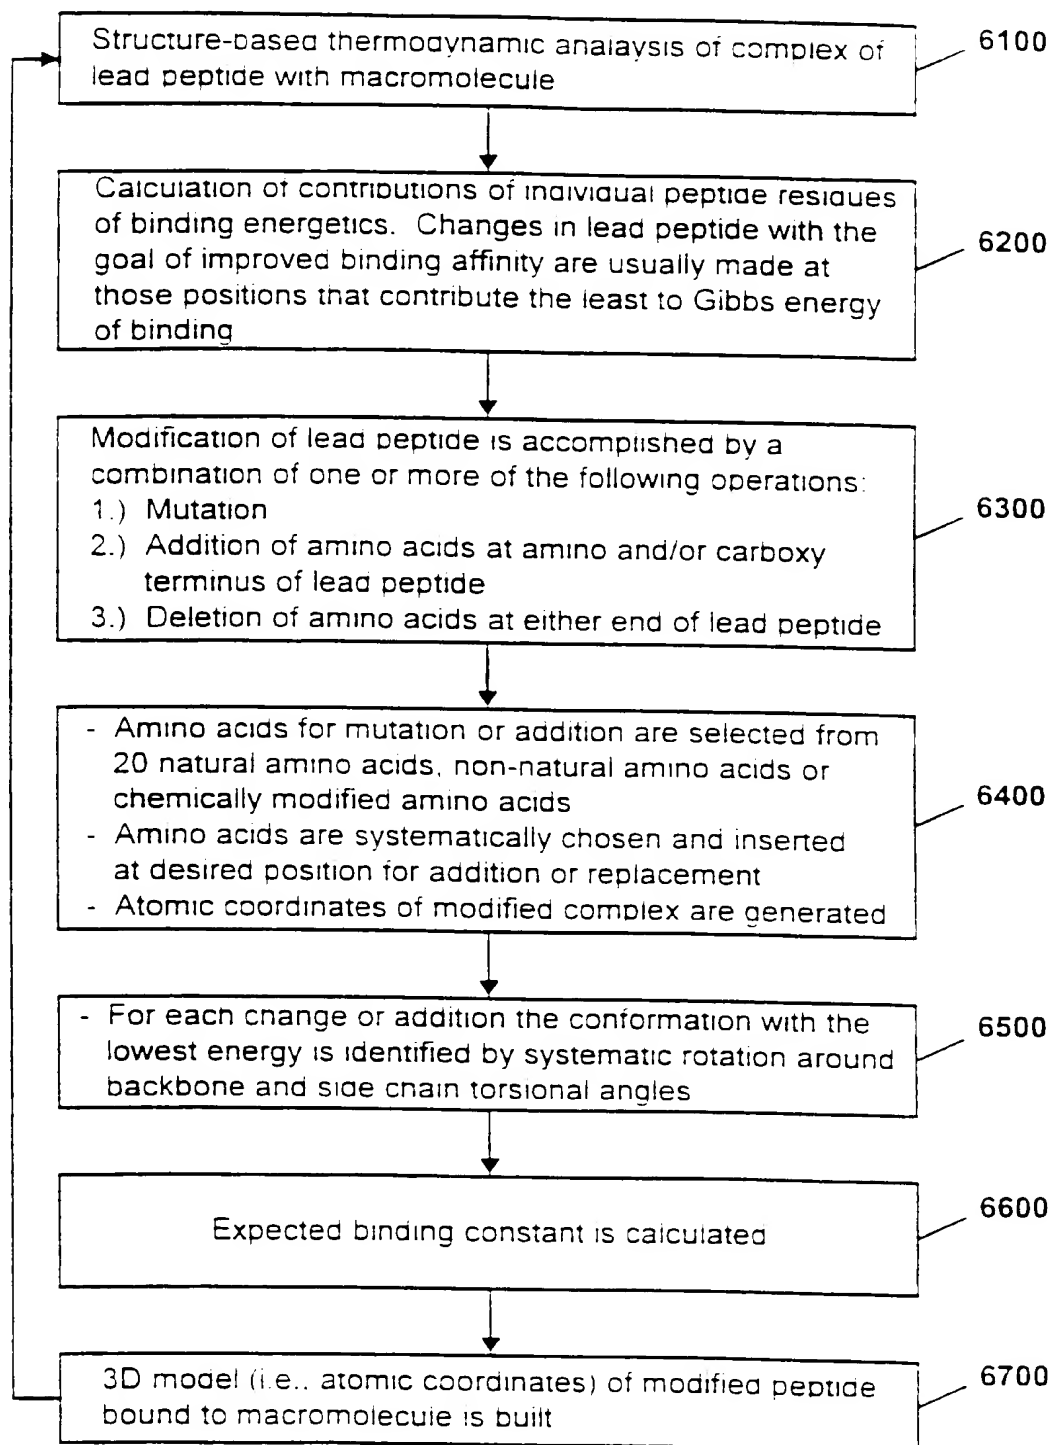 Structure-based thermodynamic analaysis of complex of
lead peptide with macromolecule
6100
Calculation of contributions of individual peptide residues
of binding energetics. Changes in lead peptide with the
goal of improved binding affinity are usually made at
those positions that contribute the least to Gibbs energy
of binding
6200
Modification of lead peptide is accomplished by a
combination of one or more of the following operations:
1.) Mutation
2.) Addition of amino acids at amino and/or carboxy
terminus of lead peptide
3.) Deletion of amino acids at either end of lead peptide
6300
- Amino acids for mutation or addition are selected from
20 natural amino acids, non-natural amino acids or
chemically modified amino acids
- Amino acids are systematically chosen and inserted
at desired position for addition or replacement
- Atomic coordinates of modified complex are generated
6400
- For each change or addition the conformation with the
lowest energy is identified by systematic rotation around
backbone and side chain torsional angles
6500
Expected binding constant is calculated
6600
3D model (i.e., atomic coordinates) of modified peptide
bound to macromolecule is built
6700